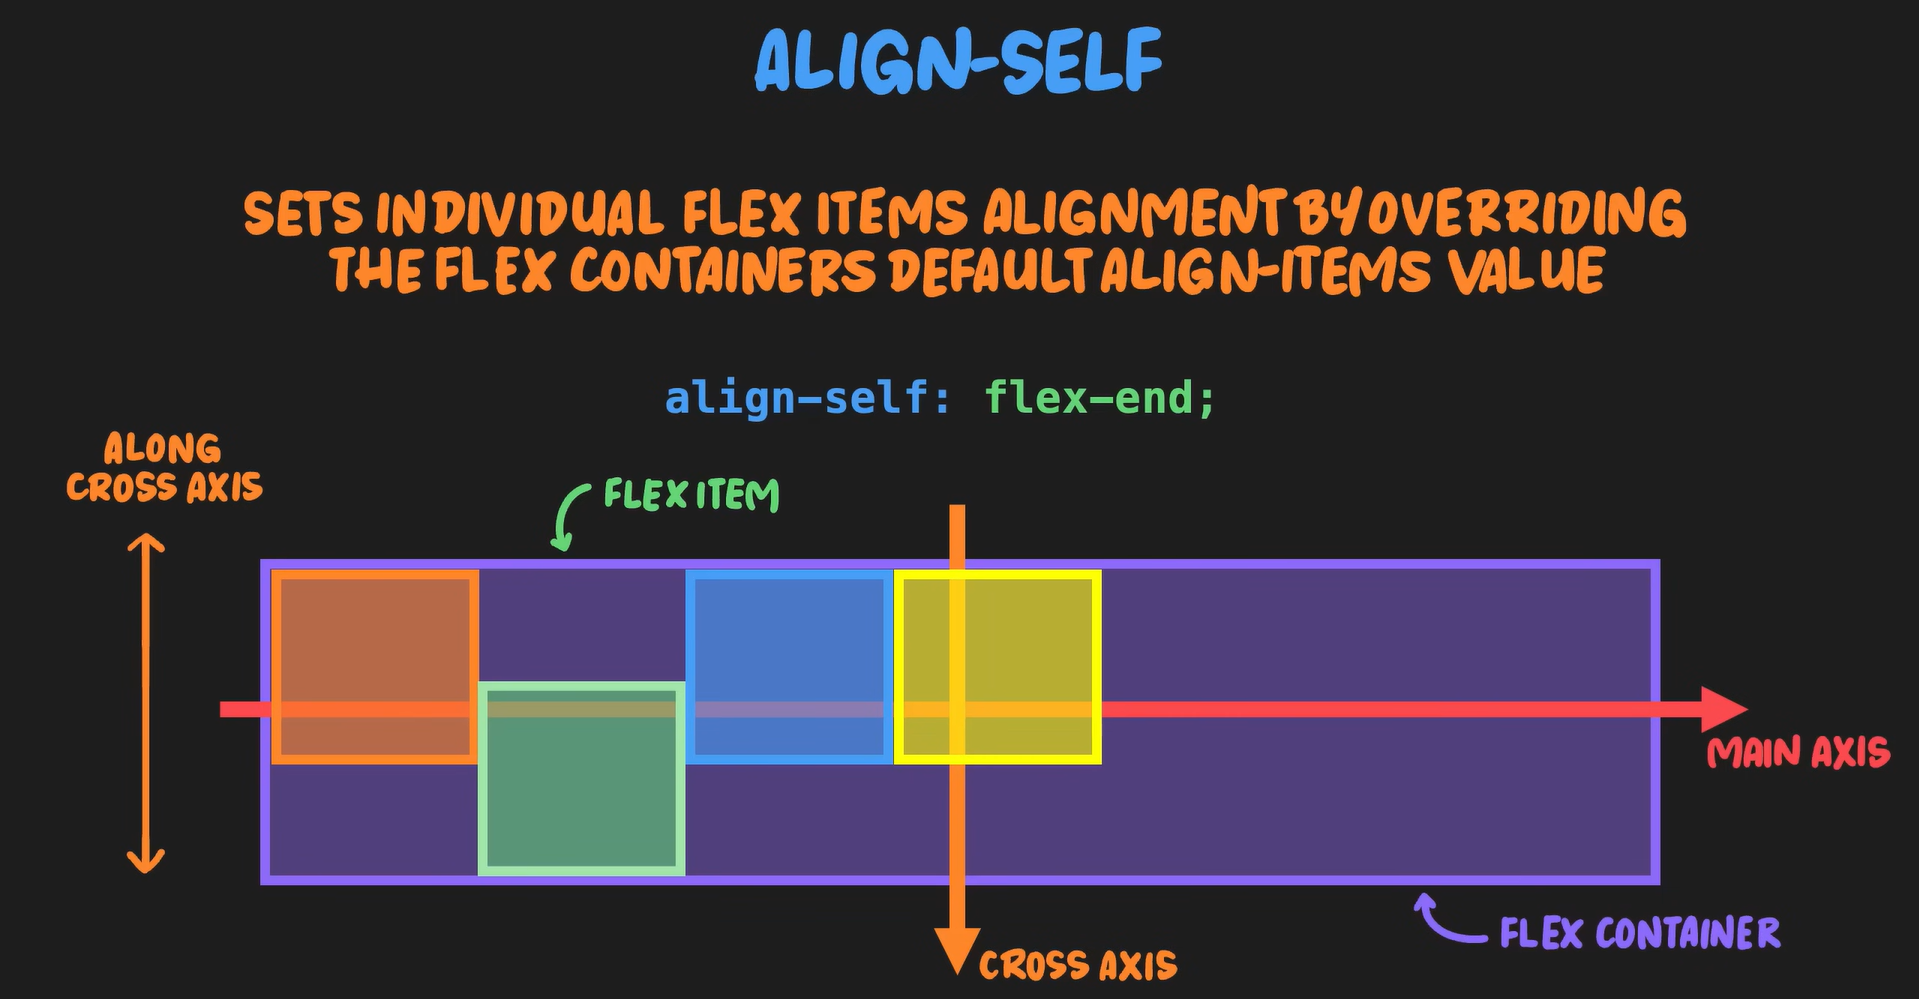 ALIGN-SELF
SETS INDIVIDUAL FLEX ITEMS ALIGNMENT BY OVERRIDING
THE FLEX CONTAINERS DEFAULT ALIGN-ITEMS VALUE
align-self: flex-end;
ALONG
CROSS AXIS
FLEX ITEM
MAIN AXIS
FLEX CONTAINER
CROSS AXIS